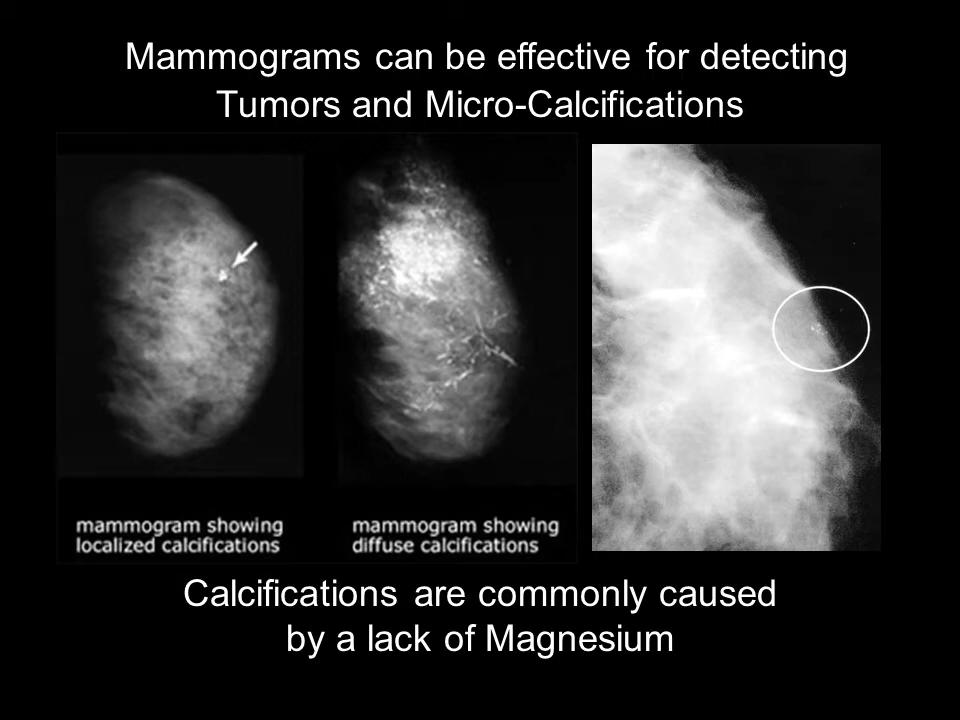 Mammograms can be effective for detecting
Tumors and Micro-Calcifications
mammogram showing
localized calcifications
mammogram showing
diffuse calcifications
Calcifications are commonly caused
by a lack of Magnesium